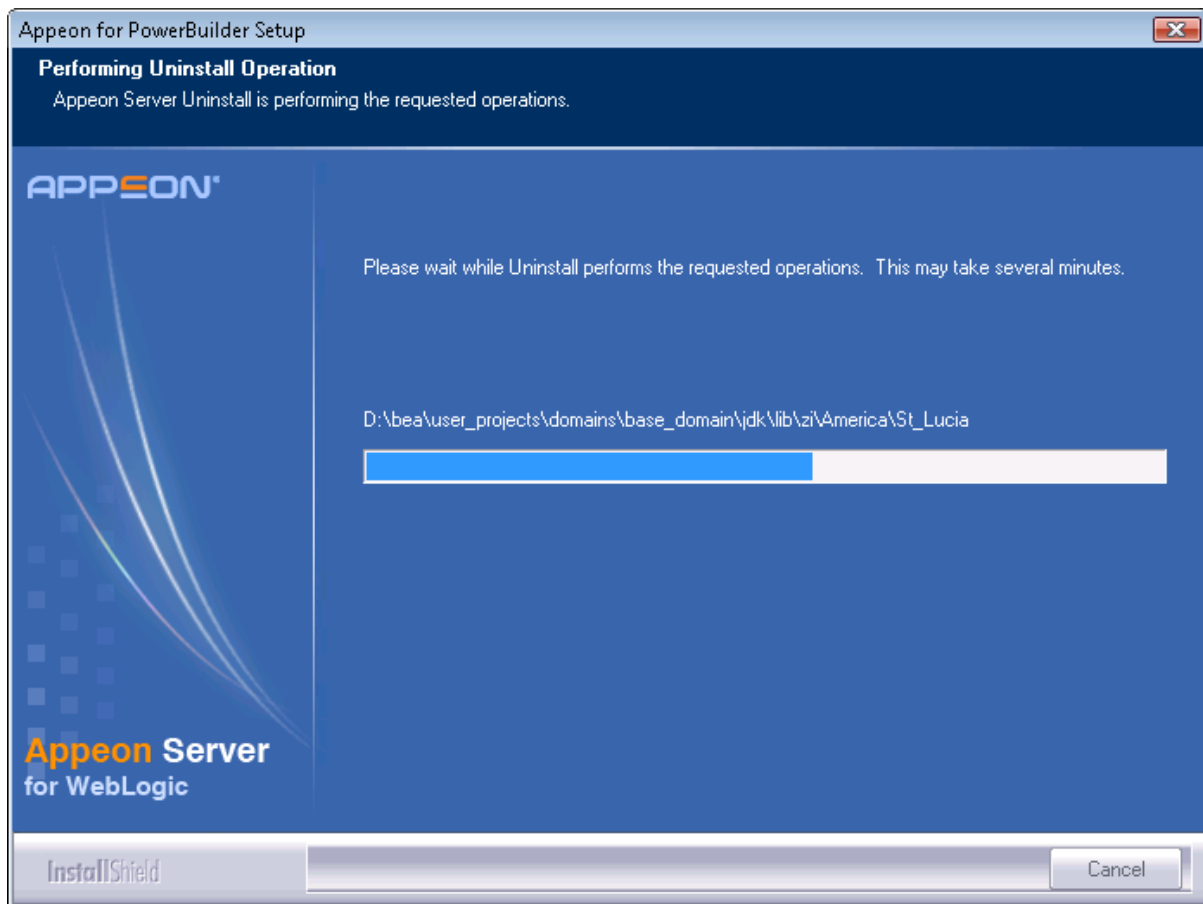 Appeon for PowerBuilder Setup
Performing Uninstall Operation
Appeon Server Uninstall is performing the requested operations.
APPEON
Please wait while Uninstall performs the requested operations.  This may take several minutes.
D:\bea\user_projects\domains\base_domain\jdk\lib\zi\America\St_Lucia
Appeon Server
for WebLogic
InstallShield
Cancel